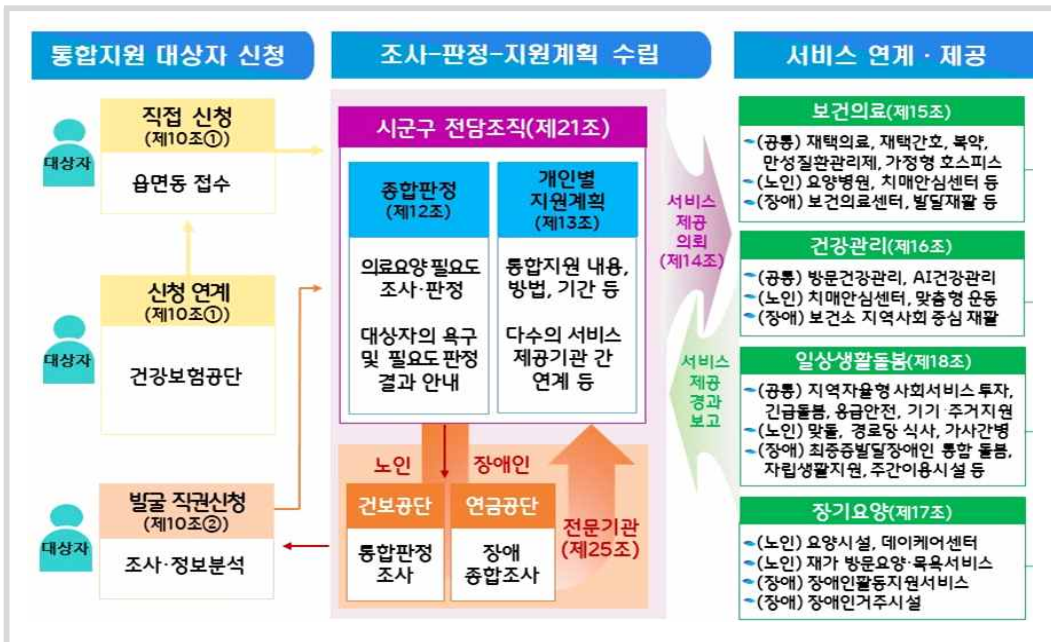 통합지원 대상자 신청
대상자
직접 신청
(제10조①)
읍면동 접수
대상자
신청 연계
(제10조①)
건강보험공단
대상자
발굴 직권신청
(제10조②)
조사·정보분석
조사-판정-지원계획 수립
시군구 전담조직(제21조)
종합판정
(제12조)
의료요양 필요도
조사·판정
대상자의 욕구
및 필요도 판정
결과 안내
개인별
지원계획
(제13조)
통합지원 내용,
방법, 기간 등
다수의 서비스
제공기관 간
연계 등
노인
장애인
건보공단
통합판정
조사
연금공단
장애
종합조사
전문기관
(제25조)
서비스
제공
의뢰
(제14조)
서비스
제공
경과
보고
서비스 연계·제공
보건의료(제15조)
(공통) 재택의료, 재택간호, 복약,
만성질환관리제, 가정형 호스피스
(노인) 요양병원, 치매안심센터 등
(장애) 보건의료센터, 발달재활 등
건강관리(제16조)
(공통) 방문건강관리, AI건강관리
(노인) 치매안심센터, 맞춤형 운동
(장애) 보건소 지역사회 중심 재활
일상생활돌봄(제18조)
(공통) 지역자율형 사회서비스 투자,
긴급돌봄, 응급안전, 기기·주거지원
(노인) 맞돌, 경로당 식사, 가사간병
(장애) 최중증발달장애인 통합 돌봄,
자립생활지원, 주간이용시설 등
장기요양(제17조)
(노인) 요양시설, 데이케어센터
(노인) 재가 방문요양·목욕서비스
(장애) 장애인활동지원서비스
(장애) 장애인거주시설